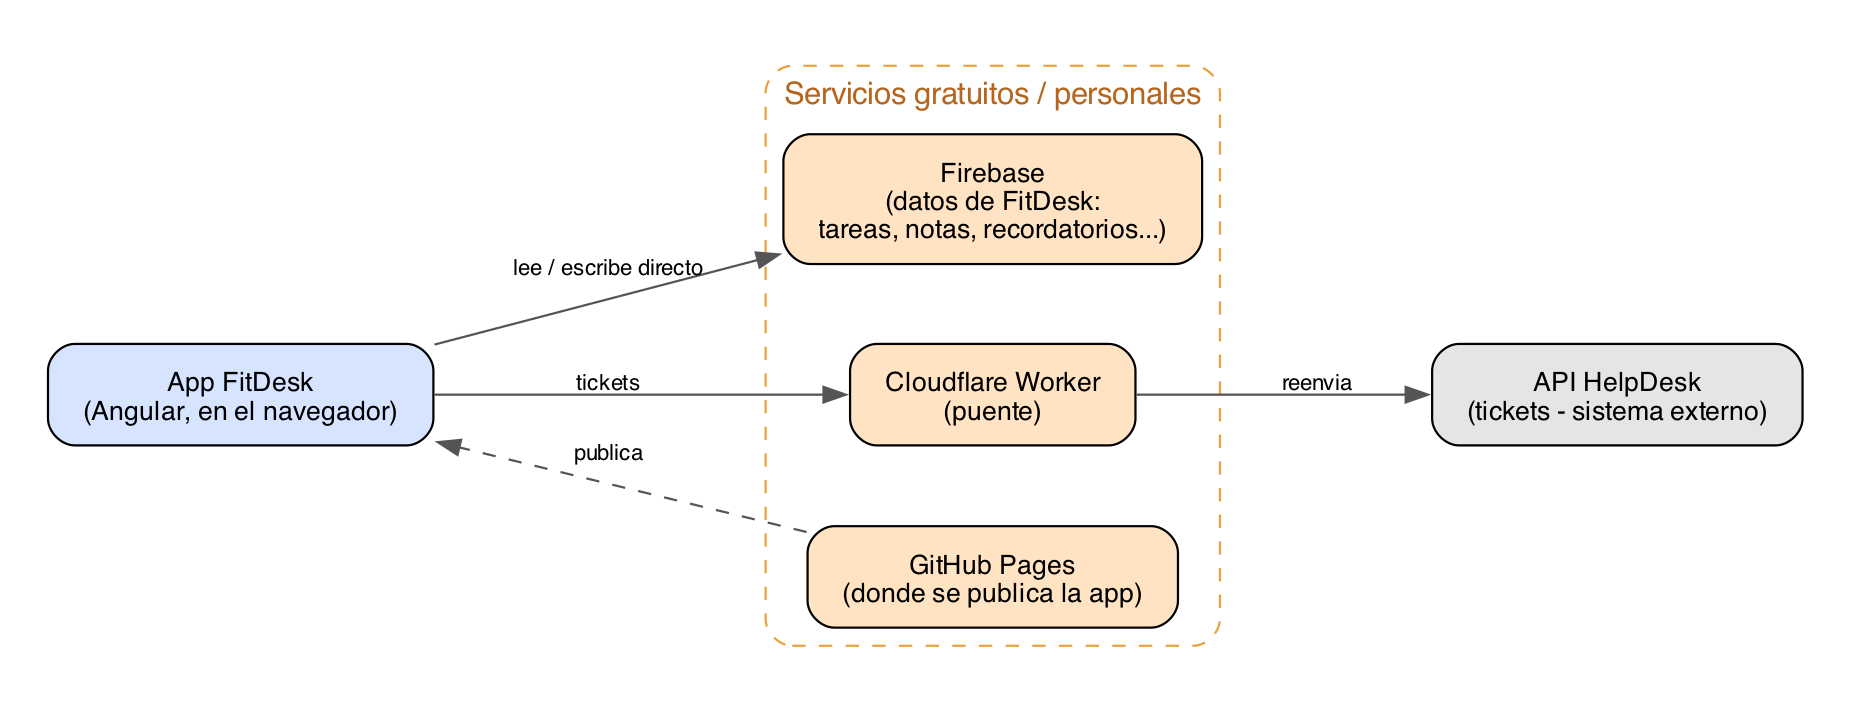 Servicios gratuitos / personales
Firebase
(datos de FitDesk:
tareas, notas, recordatorios...)
lee / escribe directo
App FitDesk
(Angular, en el navegador)
tickets
Cloudflare Worker
(puente)
reenvia
API HelpDesk
(tickets - sistema externo)
publica
GitHub Pages
(donde se publica la app)